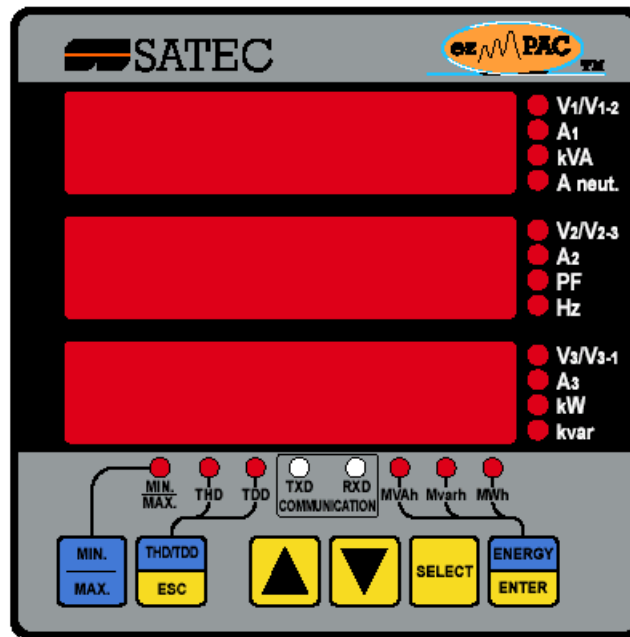 SATEC
ez PAC
TM
V1/V1-2
A1
kVA
A neut.
V2/V2-3
A2
PF
Hz
V3/V3-1
A3
kW
kvar
MIN.
MAX.
THD
TDD
TXD
RXD
COMMUNICATION
MVAh
Mvarh
MWh
MIN.
MAX.
THD/TDD
ESC
SELECT
ENERGY
ENTER